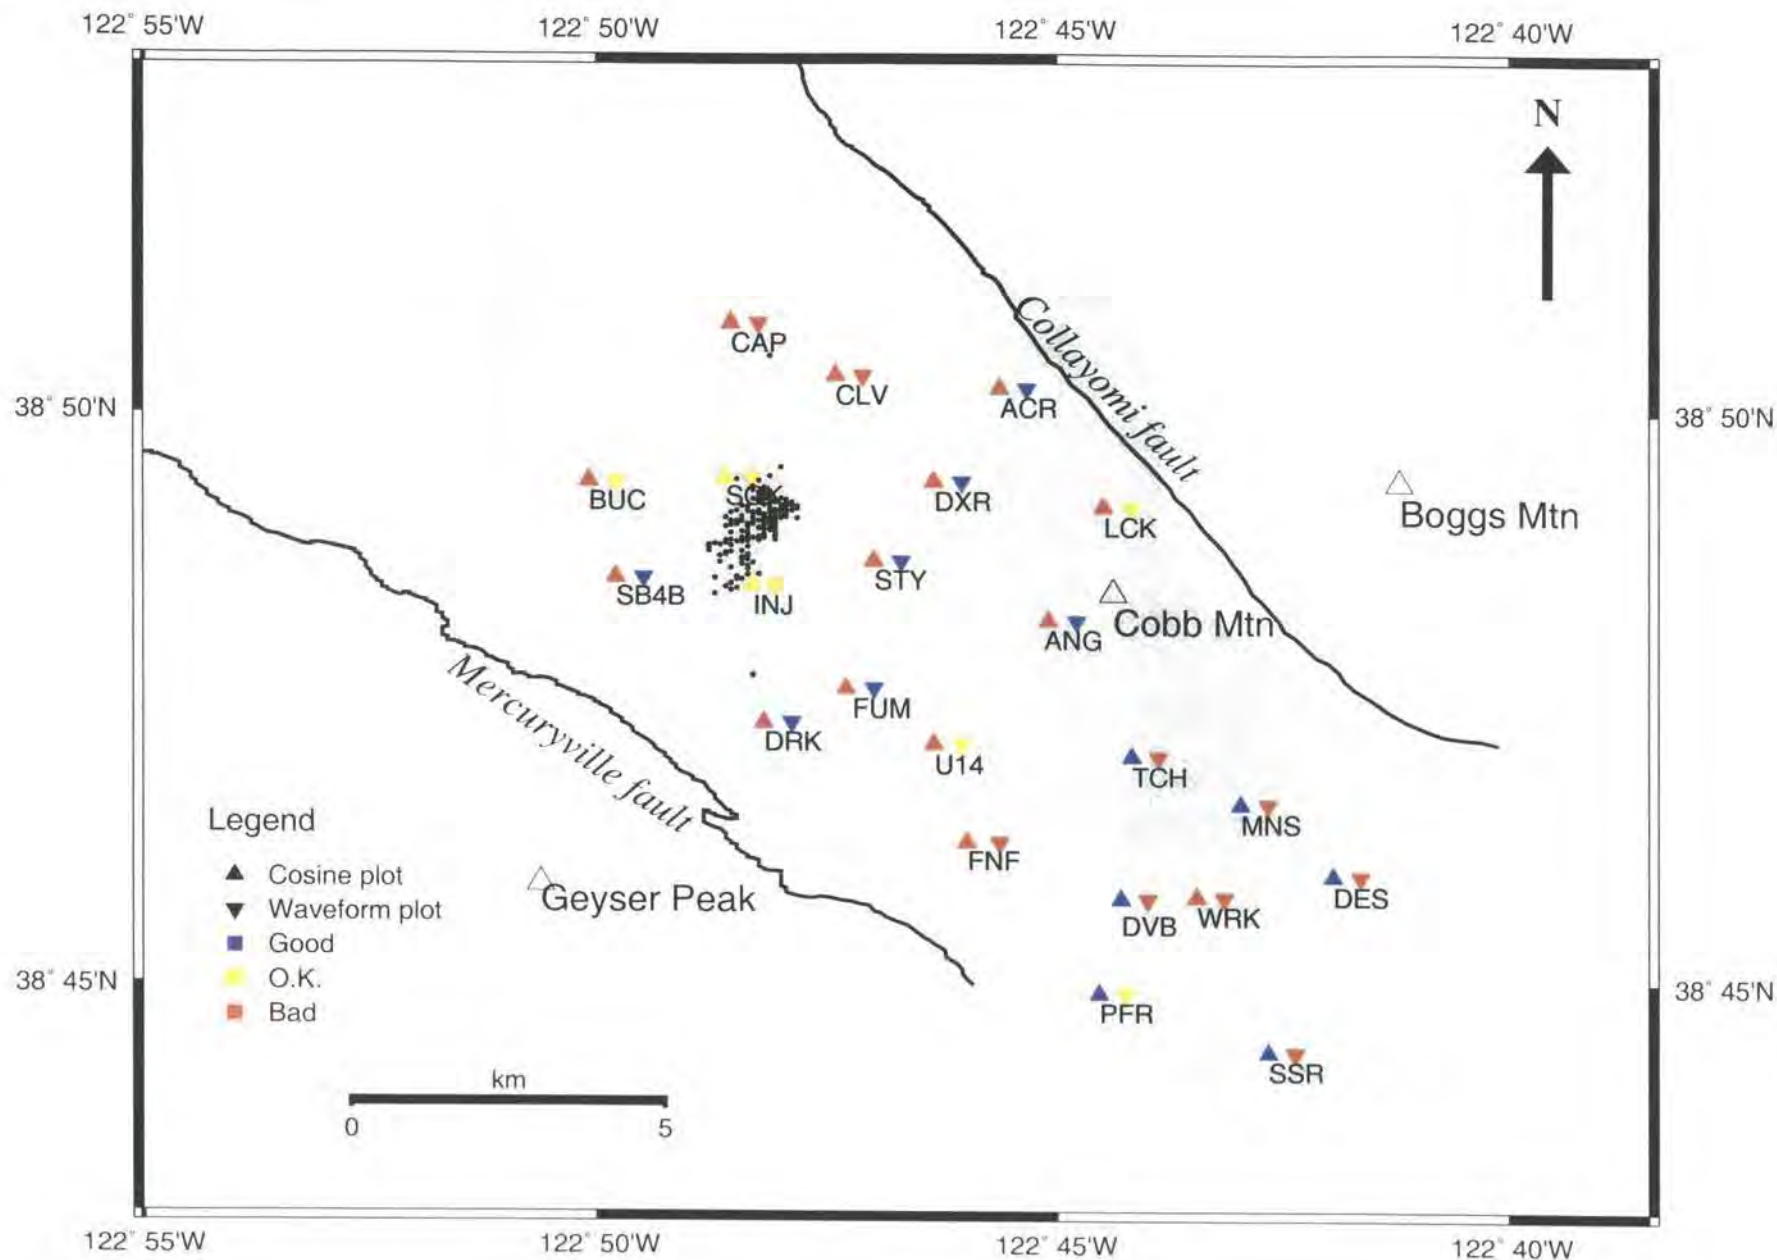 122° 55'W 122° 50'W 122° 45'W 122° 40'W
N
Collayomi fault
CAP
CLV
ACR
38° 50'N 38° 50'N
BUC
DXR
LCK
Boggs Mtn
SB4B
STY
INJ
ANG
Cobb Mtn
Mercuryville fault
FUM
DRK
U14
TCH
MNS
FNF
DES
DVB
WRK
PFR
SSR
Geyser Peak
Legend
Cosine plot
Waveform plot
Good
O.K.
Bad
38° 45'N 38° 45'N
km
0 5
122° 55'W 122° 50'W 122° 45'W 122° 40'W